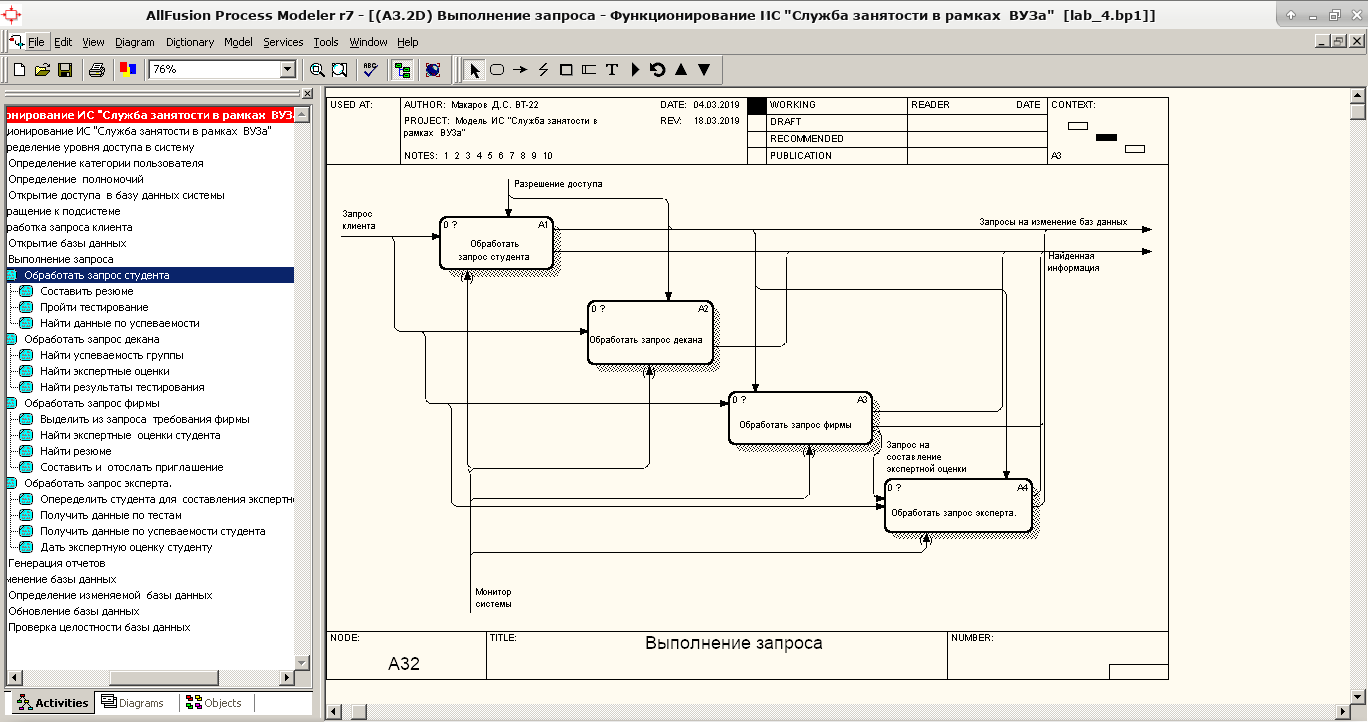 AllFusion Process Modeler r7 - [(A3.2D) Выполнение запроса - Функционирование ИС "Служба занятости в рамках ВУЗа" [lab_4.bp1]]
File Edit View Diagram Dictionary Model Services Tools Window Help
76%
ABC
T
онирование ИС "Служба занятости в рамках ВУЗа
ционирование ИС "Служба занятости в рамках ВУЗа"
ределение уровня доступа в систему
Определение категории пользователя
Определение полномочий
Открытие доступа в базу данных системы
ращение к подсистеме
работка запроса клиента
Открытие базы данных
Выполнение запроса
Обработать запрос студента
Составить резюме
Пройти тестирование
Найти данные по успеваемости
Обработать запрос декана
Найти успеваемость группы
Найти экспертные оценки
Найти результаты тестирования
Обработать запрос фирмы
Выделить из запроса требования фирмы
Найти экспертные оценки студента
Найти резюме
Составить и отослать приглашение
Обработать запрос эксперта.
Опеределить студента для составления экспертн
Получить данные по тестам
Получить данные по успеваемости студента
Дать экспертную оценку студенту
Генерация отчетов
менение базы данных
Определение изменяемой базы данных
Обновление базы данных
Проверка целостности базы данных
Activities Diagrams Objects
USED AT:
AUTHOR: Макаров Д.С. ВТ-22
DATE: 04.03.2019
PROJECT: Модель ИС "Служба занятости в
рамках ВУЗа"
REV: 18.03.2019
NOTES: 1 2 3 4 5 6 7 8 9 10
WORKING
DRAFT
RECOMMENDED
PUBLICATION
READER
DATE
CONTEXT:
A3
Разрешение доступа
Запрос
клиента
0 ? A1
Обработать
запрос студента
Запросы на изменение баз данных
Найденная
информация
0 ? A2
Обработать запрос декана
0 ? A3
Обработать запрос фирмы
Запрос на
составление
экспертной оценки
0 ? A4
Обработать запрос эксперта.
Монитор
системы
NODE:
A32
TITLE:
Выполнение запроса
NUMBER: